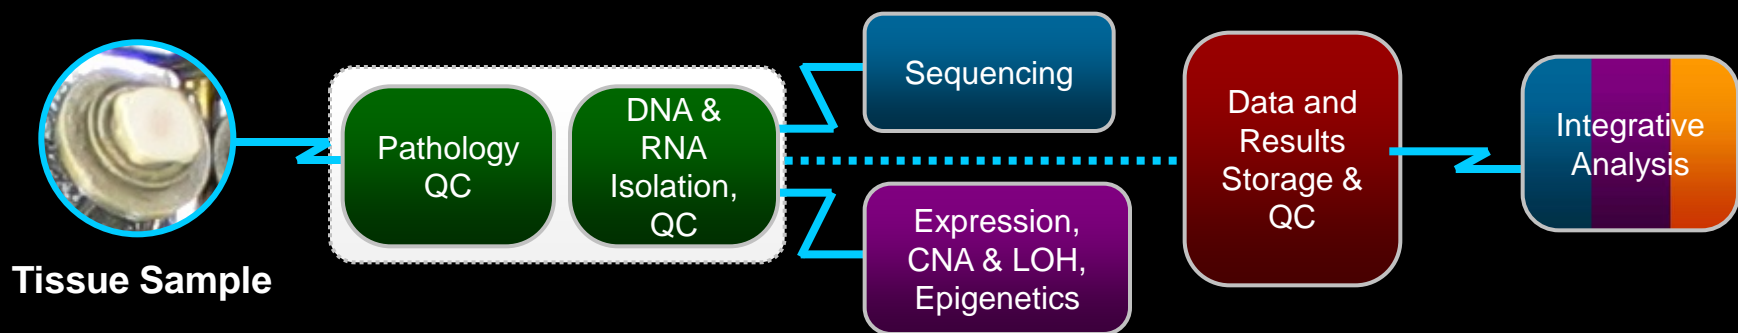 Tissue Sample
Pathology
QC
DNA &
RNA
Isolation,
QC
Sequencing
Expression,
CNA & LOH,
Epigenetics
Data and
Results
Storage &
QC
Integrative
Analysis